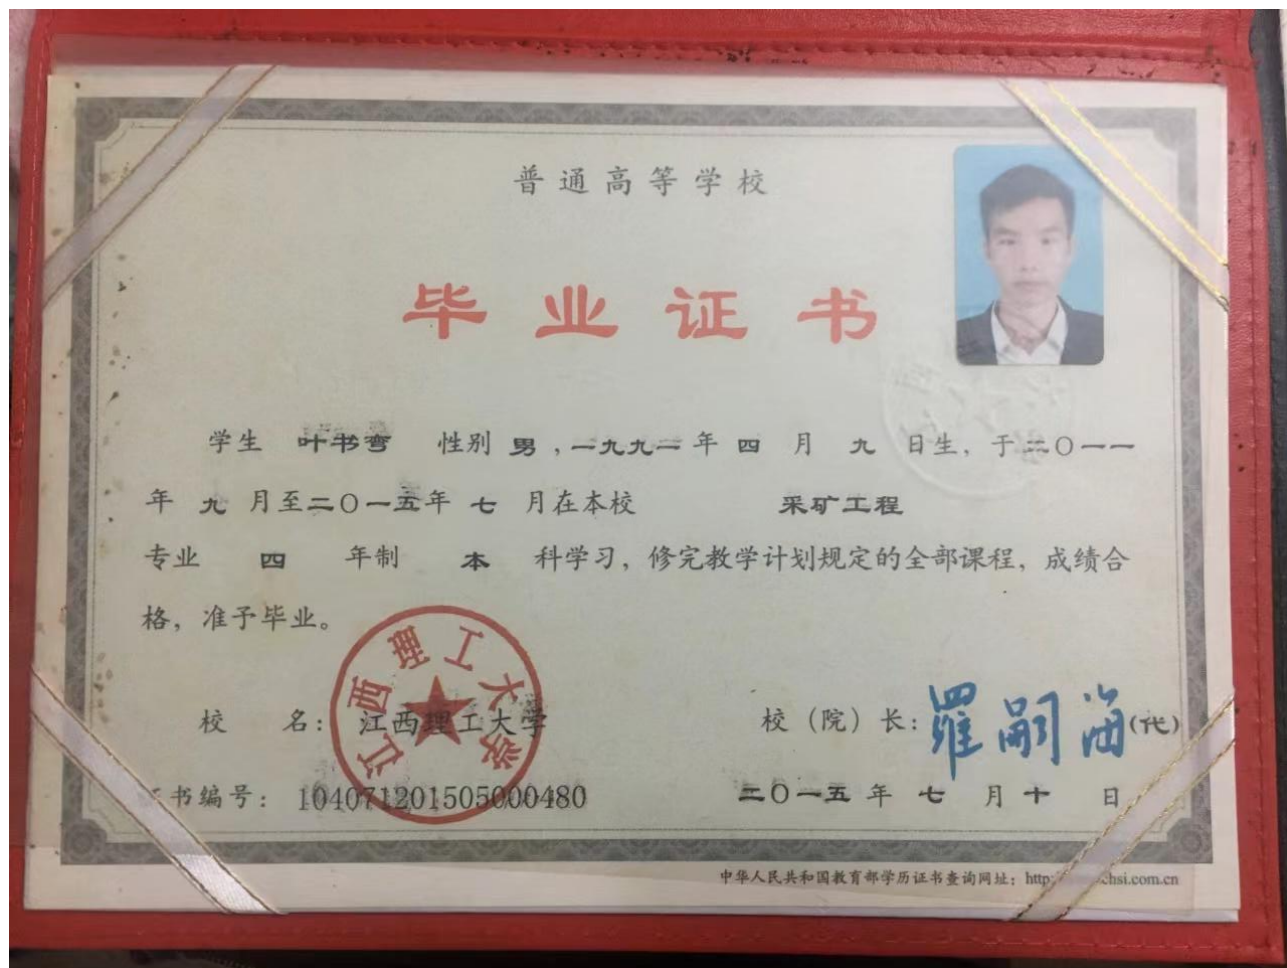 普通高等学校
毕业证书
学生 叶书弯 性别 男，一九九二年 四 月 九 日生，于二〇一一
年 九 月至二〇一五年 七 月在本校 采矿工程
专业 四 年制 本 科学习，修完教学计划规定的全部课程，成绩合
格，准予毕业。
江西理工大学
校 名：江西理工大学 校（院）长：羅嗣海(代)
书编号：104071201505000480 二〇一五年 七 月 十 日
中华人民共和国教育部学历证书查询网址：http: chsi.com.cn